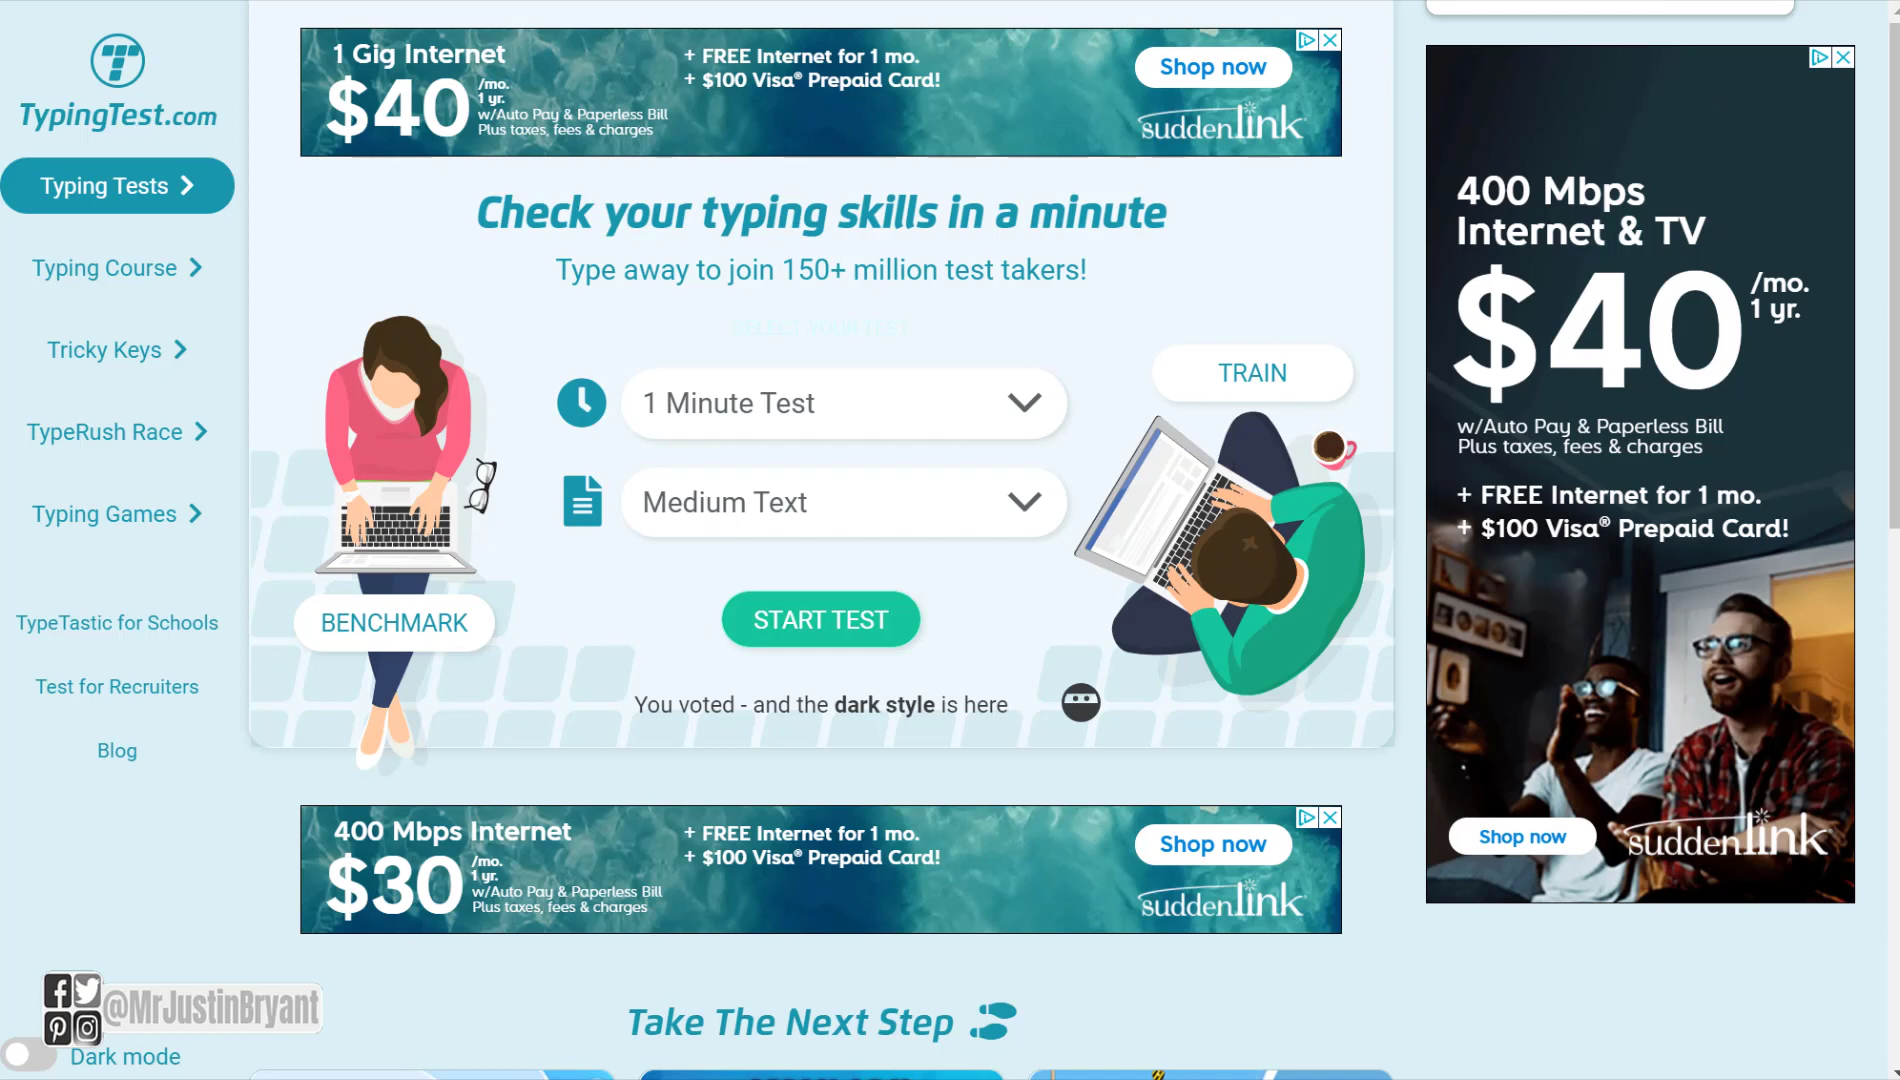 TypingTest.com
Typing Tests
Typing Course
Tricky Keys
TypeRush Race
Typing Games
TypeTastic for Schools
Test for Recruiters
Blog
@MrJustinBryant
Dark mode
1 Gig Internet
$40 /mo.
1 yr.
w/Auto Pay & Paperless Bill
Plus taxes, fees & charges
+ FREE Internet for 1 mo.
+ $100 Visa® Prepaid Card!
Shop now
suddenlink
Check your typing skills in a minute
Type away to join 150+ million test takers!
SELECT YOUR TEST
1 Minute Test
Medium Text
TRAIN
BENCHMARK
START TEST
You voted - and the dark style is here
400 Mbps Internet
$30 /mo.
1 yr.
w/Auto Pay & Paperless Bill
Plus taxes, fees & charges
+ FREE Internet for 1 mo.
+ $100 Visa® Prepaid Card!
Shop now
suddenlink
Take The Next Step
400 Mbps
Internet & TV
$40 /mo.
1 yr.
w/Auto Pay & Paperless Bill
Plus taxes, fees & charges
+ FREE Internet for 1 mo.
+ $100 Visa® Prepaid Card!
Shop now
suddenlink